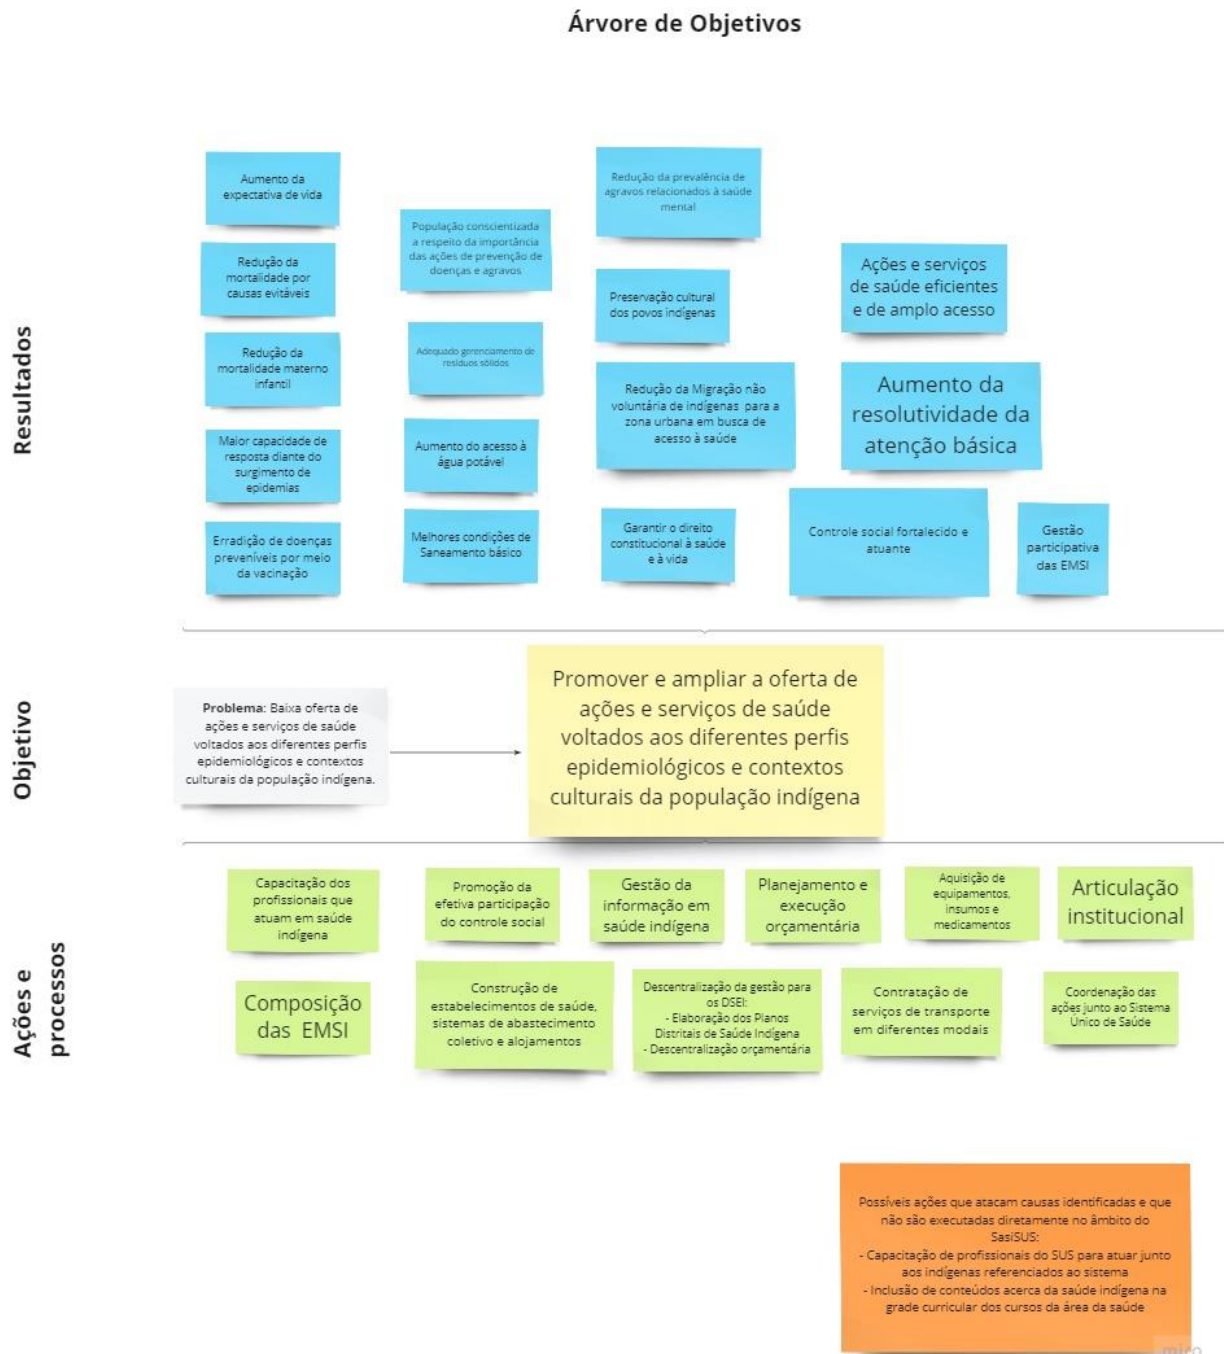 Árvore de Objetivos
Resultados
Aumento da
expectativa de vida
Redução da
mortalidade por
causas evitáveis
Redução da
mortalidade materno
infantil
Maior capacidade de
resposta diante do
surgimento de
epidemias
Erradição de doenças
preveníveis por meio
da vacinação
População conscientizada
a respeito da importância
das ações de prevenção de
doenças e agravos
Adequado gerenciamento de
resíduos sólidos
Aumento do acesso à
água potável
Melhores condições de
Saneamento básico
Redução da prevalência de
agravos relacionados à saúde
mental
Preservação cultural
dos povos indígenas
Redução da Migração não
voluntária de indígenas para a
zona urbana em busca de
acesso à saúde
Garantir o direito
constitucional à saúde
e à vida
Ações e serviços
de saúde eficientes
e de amplo acesso
Aumento da
resolutividade da
atenção básica
Controle social fortalecido e
atuante
Gestão
participativa
das EMSI
Objetivo
Problema: Baixa oferta de
ações e serviços de saúde
voltados aos diferentes perfis
epidemiológicos e contextos
culturais da população indígena.
Promover e ampliar a oferta de
ações e serviços de saúde
voltados aos diferentes perfis
epidemiológicos e contextos
culturais da população indígena
Ações e
processos
Capacitação dos
profissionais que
atuam em saúde
indígena
Promoção da
efetiva participação
do controle social
Gestão da
informação em
saúde indígena
Planejamento e
execução
orçamentária
Aquisição de
equipamentos,
insumos e
medicamentos
Articulação
institucional
Composição
das EMSI
Construção de
estabelecimentos de saúde,
sistemas de abastecimento
coletivo e alojamentos
Descentralização da gestão para
os DSEI:
- Elaboração dos Planos
Distritais de Saúde Indígena
- Descentralização orçamentária
Contratação de
serviços de transporte
em diferentes modais
Coordenação das
ações junto ao Sistema
Único de Saúde
Possíveis ações que atacam causas identificadas e que
não são executadas diretamente no âmbito do
SasiSUS:
- Capacitação de profissionais do SUS para atuar junto
aos indígenas referenciados ao sistema
- Inclusão de conteúdos acerca da saúde indígena na
grade curricular dos cursos da área da saúde
miro